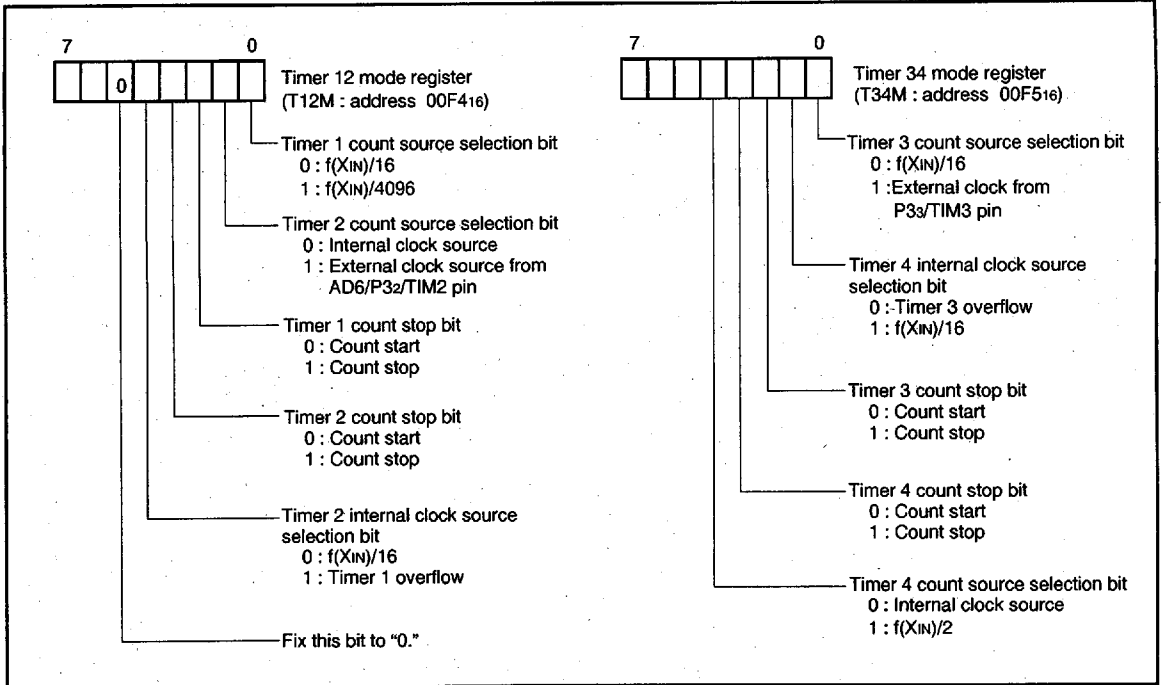 7 0
0
Timer 12 mode register
(T12M : address 00F416)
Timer 1 count source selection bit
0 : f(XIN)/16
1 : f(XIN)/4096
Timer 2 count source selection bit
0 : Internal clock source
1 : External clock source from
AD6/P32/TIM2 pin
Timer 1 count stop bit
0 : Count start
1 : Count stop
Timer 2 count stop bit
0 : Count start
1 : Count stop
Timer 2 internal clock source
selection bit
0 : f(XIN)/16
1 : Timer 1 overflow
Fix this bit to “0.”
7 0
Timer 34 mode register
(T34M : address 00F516)
Timer 3 count source selection bit
0 : f(XIN)/16
1 :External clock from
P33/TIM3 pin
Timer 4 internal clock source
selection bit
0 : Timer 3 overflow
1 : f(XIN)/16
Timer 3 count stop bit
0 : Count start
1 : Count stop
Timer 4 count stop bit
0 : Count start
1 : Count stop
Timer 4 count source selection bit
0 : Internal clock source
1 : f(XIN)/2